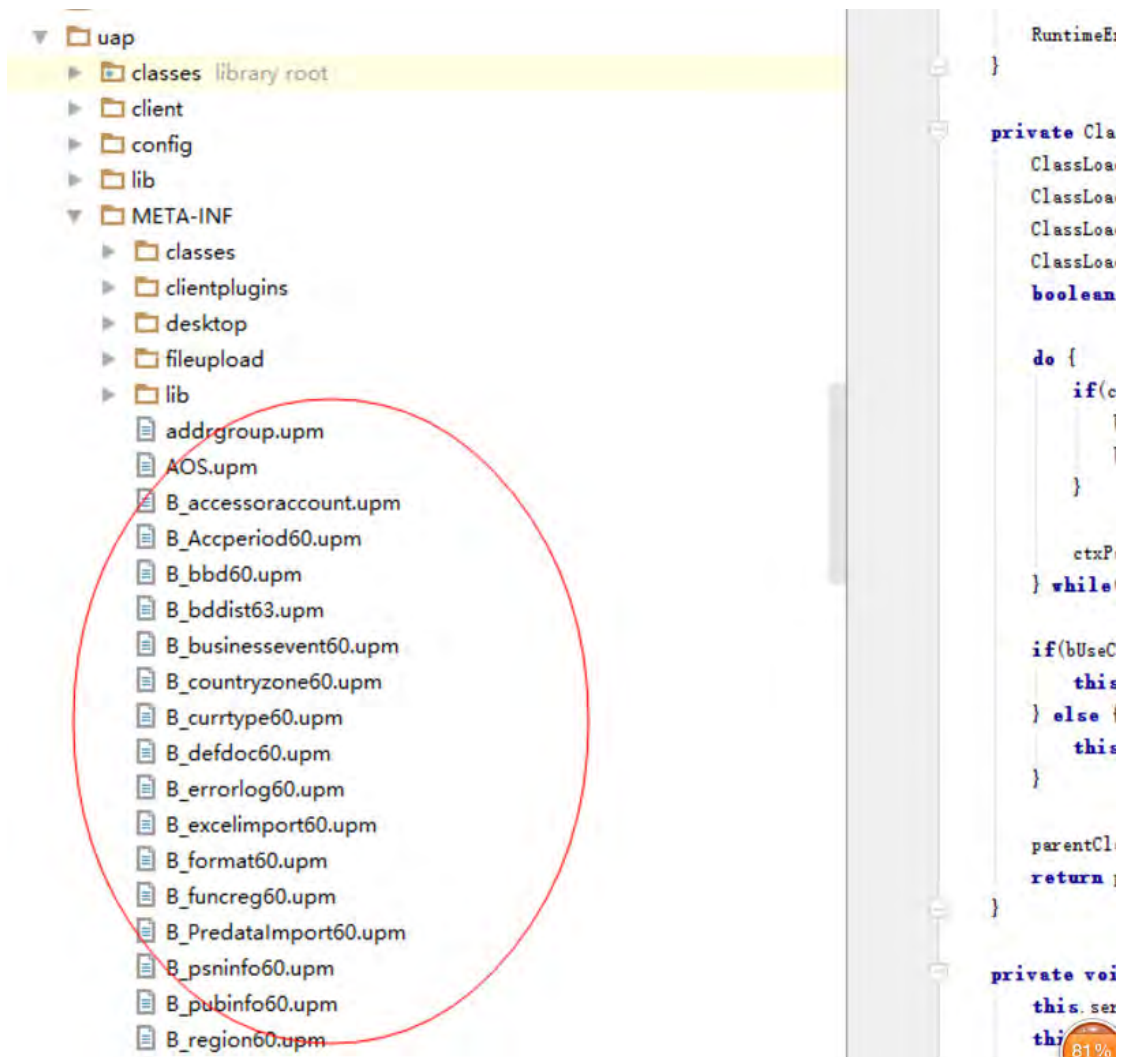 uap
classes library root
client
config
lib
META-INF
classes
clientplugins
desktop
fileupload
lib
addrgroup.upm
AOS.upm
B_accessoraccount.upm
B_Accperiod60.upm
B_bbd60.upm
B_bddist63.upm
B_businessevent60.upm
B_countryzone60.upm
B_currtype60.upm
B_defdoc60.upm
B_errorlog60.upm
B_excelimport60.upm
B_format60.upm
B_funcreg60.upm
B_PredataImport60.upm
B_psninfo60.upm
B_pubinfo60.upm
B_region60.upm
RuntimeE
}
private Cla
ClassLoa
ClassLoa
ClassLoa
ClassLoa
boolean
do {
if(c
}
ctxP
} while(
if(bUseC
this
} else {
this
}
parentCl
return
}
private voi
this.ser
thi
81%